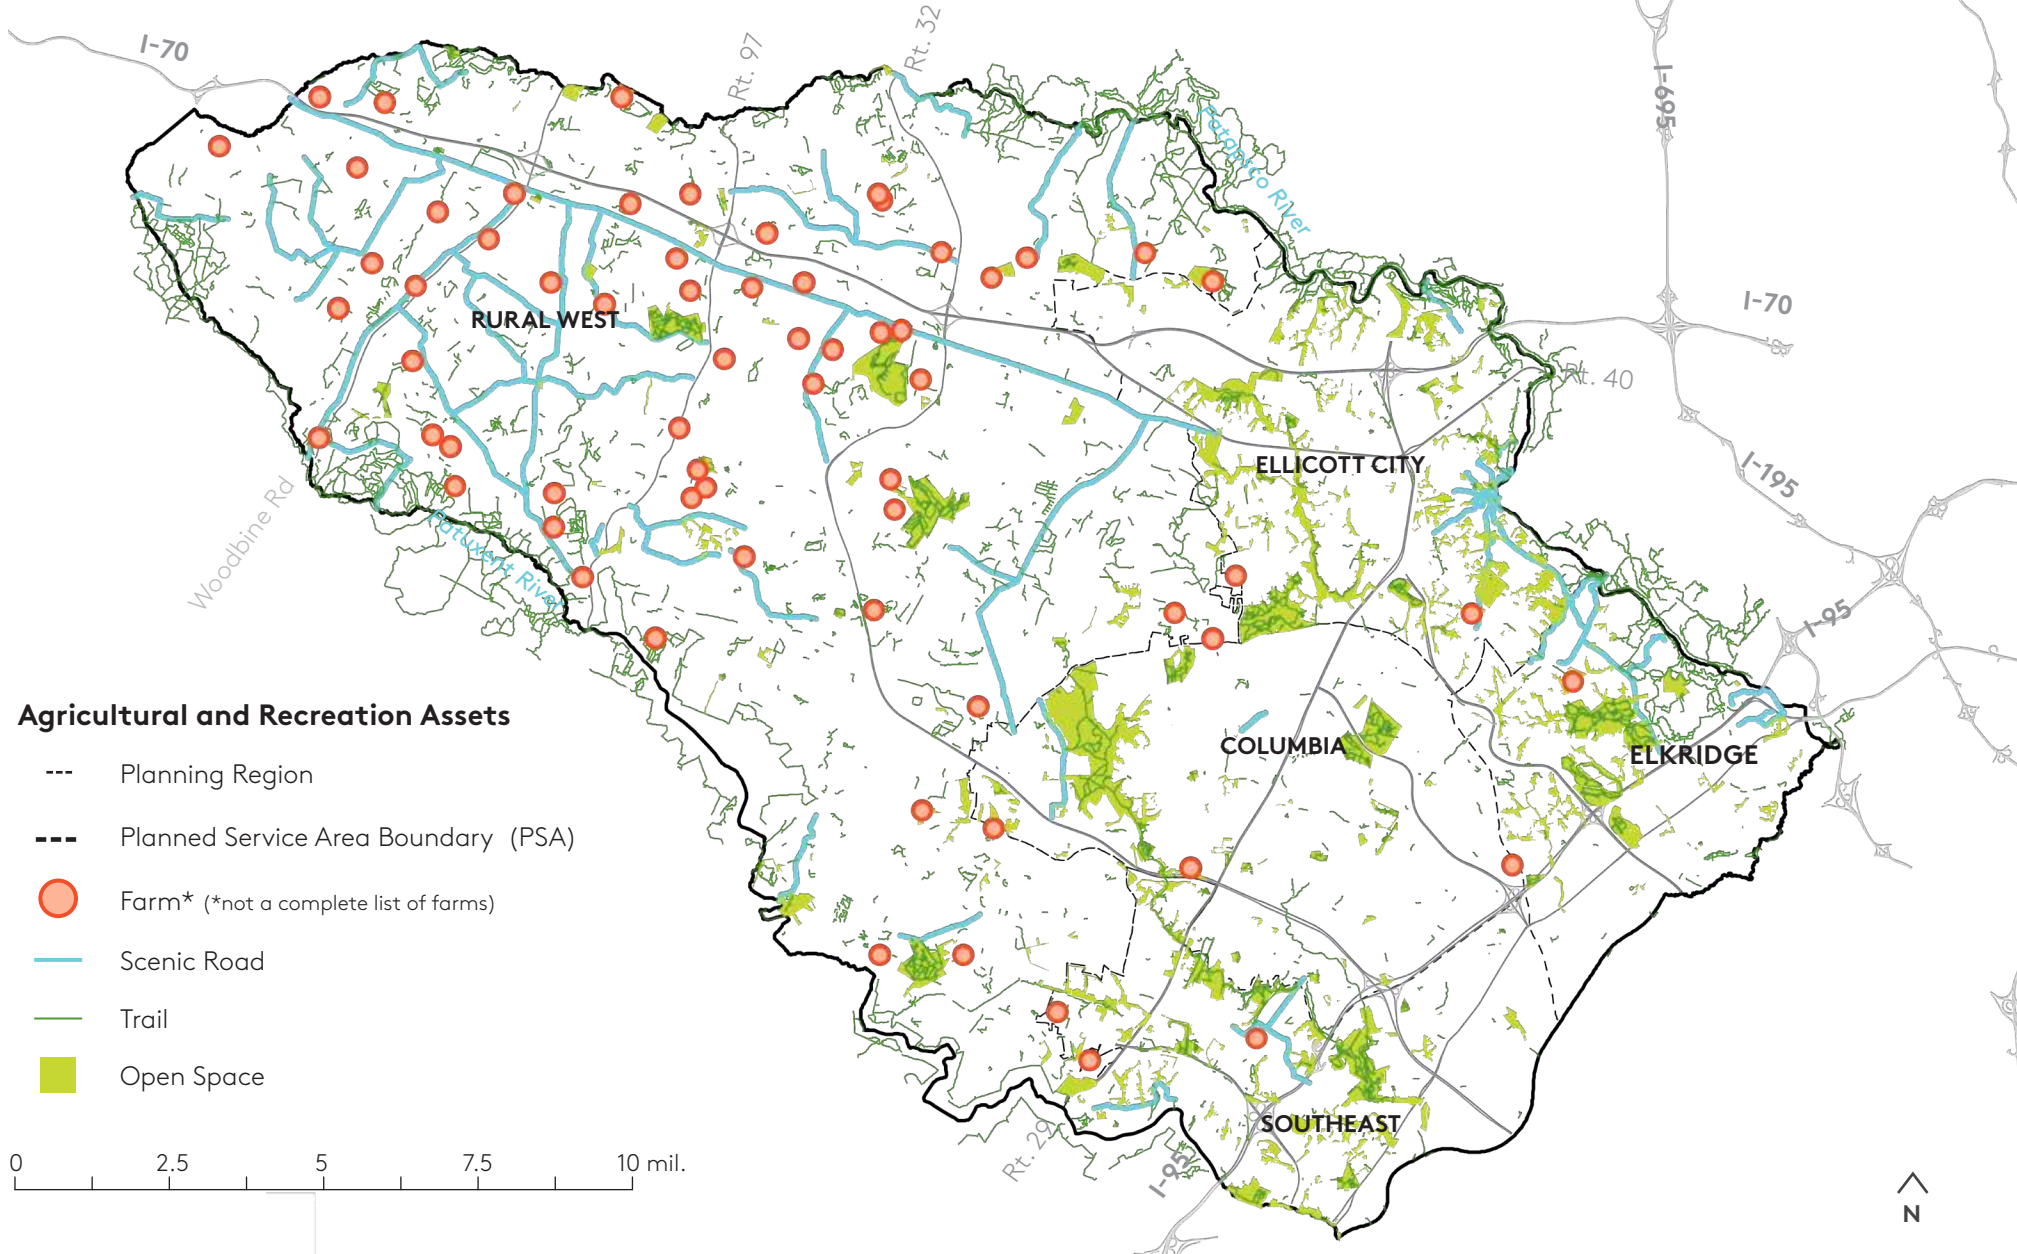 I-70
Rt. 97
Rt. 32
I-695
Patapsco River
I-70
Rt. 40
RURAL WEST
ELLICOTT CITY
I-195
Woodbine Rd
Patuxent River
I-95
COLUMBIA
ELKRIDGE
Agricultural and Recreation Assets
Planning Region
Planned Service Area Boundary (PSA)
Farm* (*not a complete list of farms)
Scenic Road
Trail
Open Space
SOUTHEAST
Rt. 29
I-95
0 2.5 5 7.5 10 mil.
N